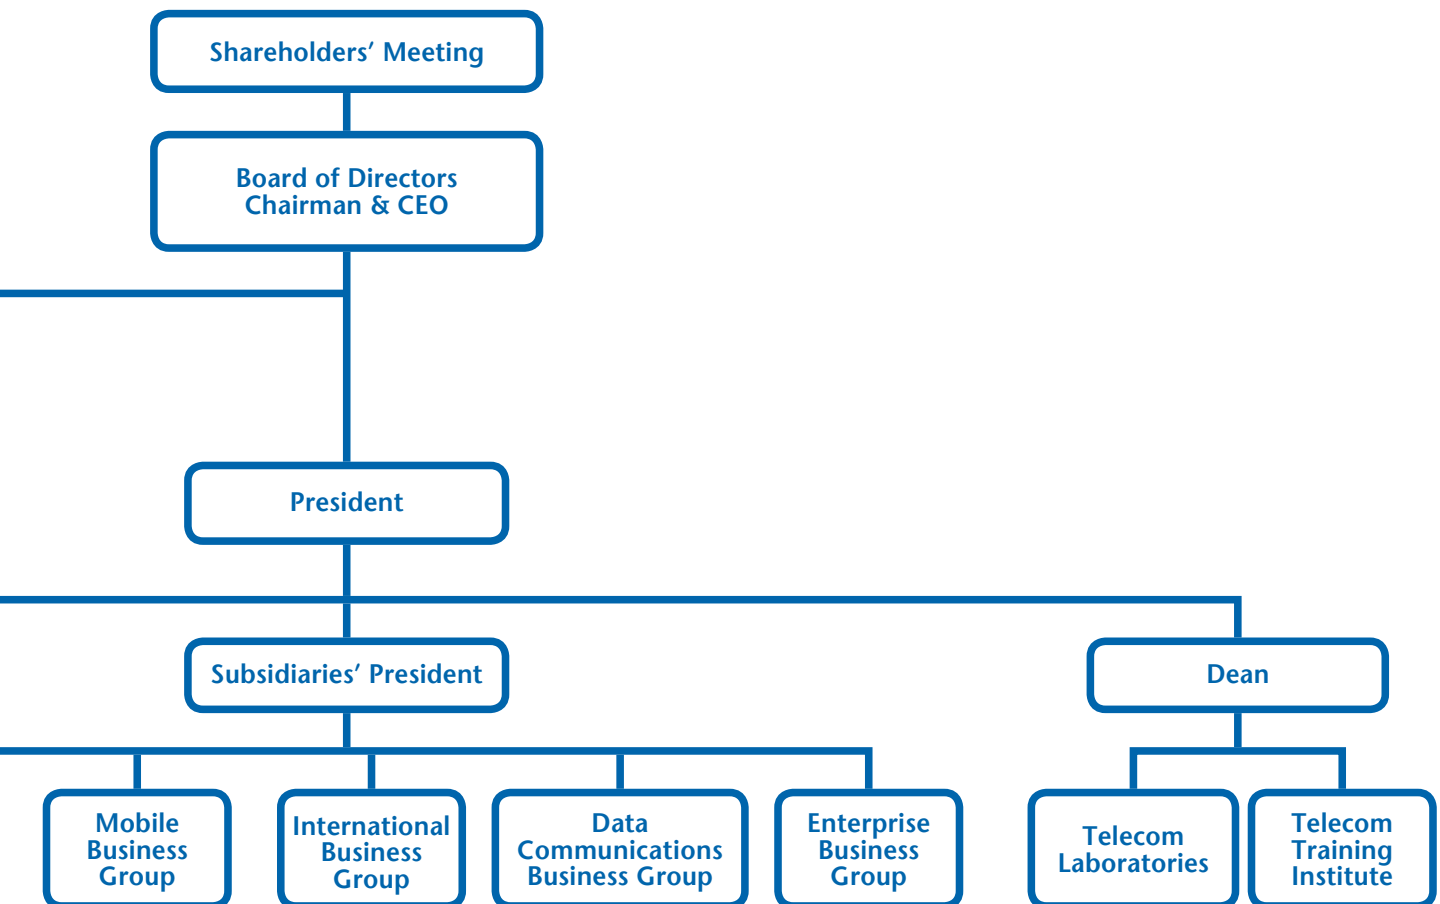 Shareholders’ Meeting
Board of Directors
Chairman & CEO
President
Subsidiaries’ President
Dean
Mobile
Business
Group
International
Business
Group
Data
Communications
Business Group
Enterprise
Business
Group
Telecom
Laboratories
Telecom
Training
Institute